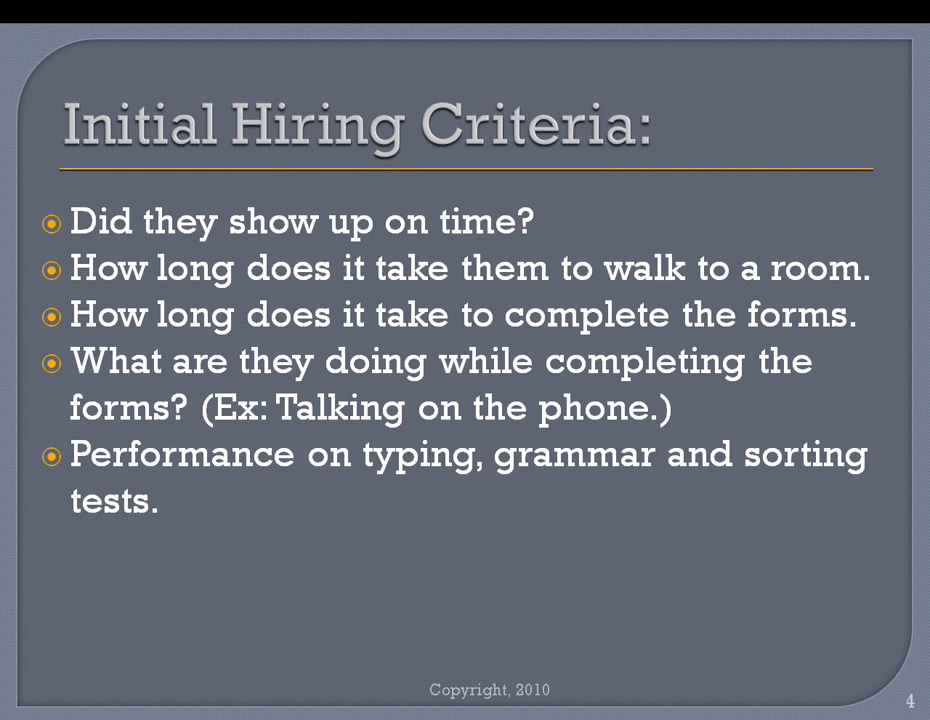 Initial Hiring Criteria:
Did they show up on time?
How long does it take them to walk to a room.
How long does it take to complete the forms.
What are they doing while completing the
forms? (Ex: Talking on the phone.)
Performance on typing, grammar and sorting
tests.
Copyright, 2010
4